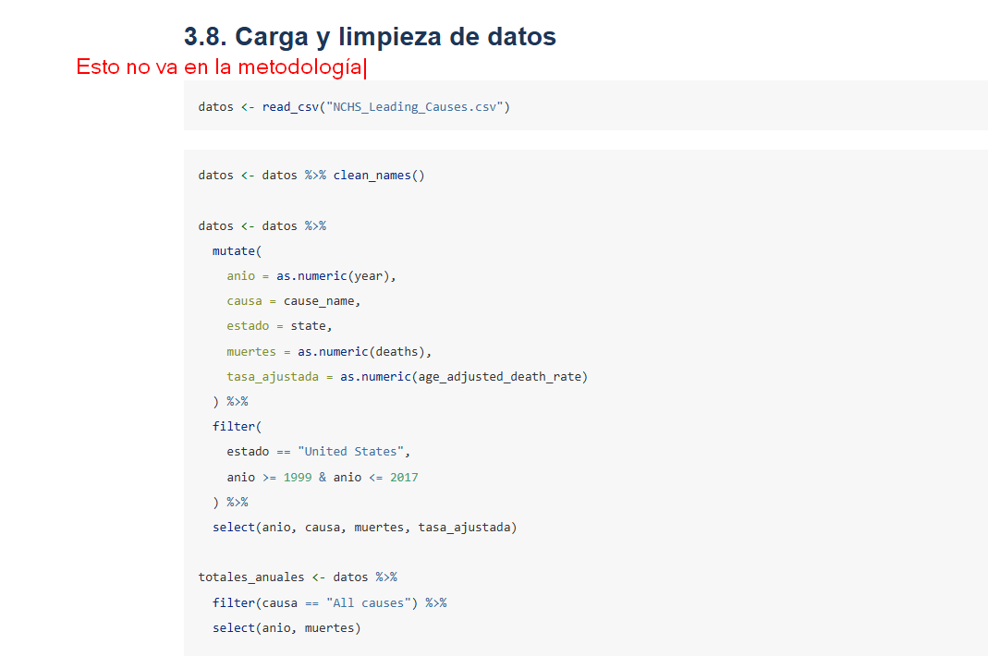 3.8. Carga y limpieza de datos
Esto no va en la metodología
datos <- read_csv("NCHS_Leading_Causes.csv")
datos <- datos %>% clean_names()
datos <- datos %>%
mutate(
anio = as.numeric(year),
causa = cause_name,
estado = state,
muertes = as.numeric(deaths),
tasa_ajustada = as.numeric(age_adjusted_death_rate)
) %>%
filter(
estado == "United States",
anio >= 1999 & anio <= 2017
) %>%
select(anio, causa, muertes, tasa_ajustada)
totales_anuales <- datos %>%
filter(causa == "All causes") %>%
select(anio, muertes)